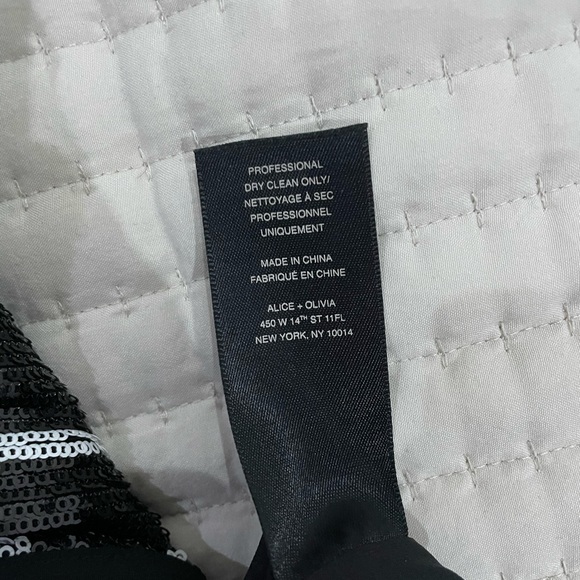 PROFESSIONAL
DRY CLEAN ONLY/
NETTOYAGE À SEC
PROFESSIONNEL
UNIQUEMENT
MADE IN CHINA
FABRIQUÉ EN CHINE
ALICE + OLIVIA
450 W 14TH ST 11FL
NEW YORK, NY 10014